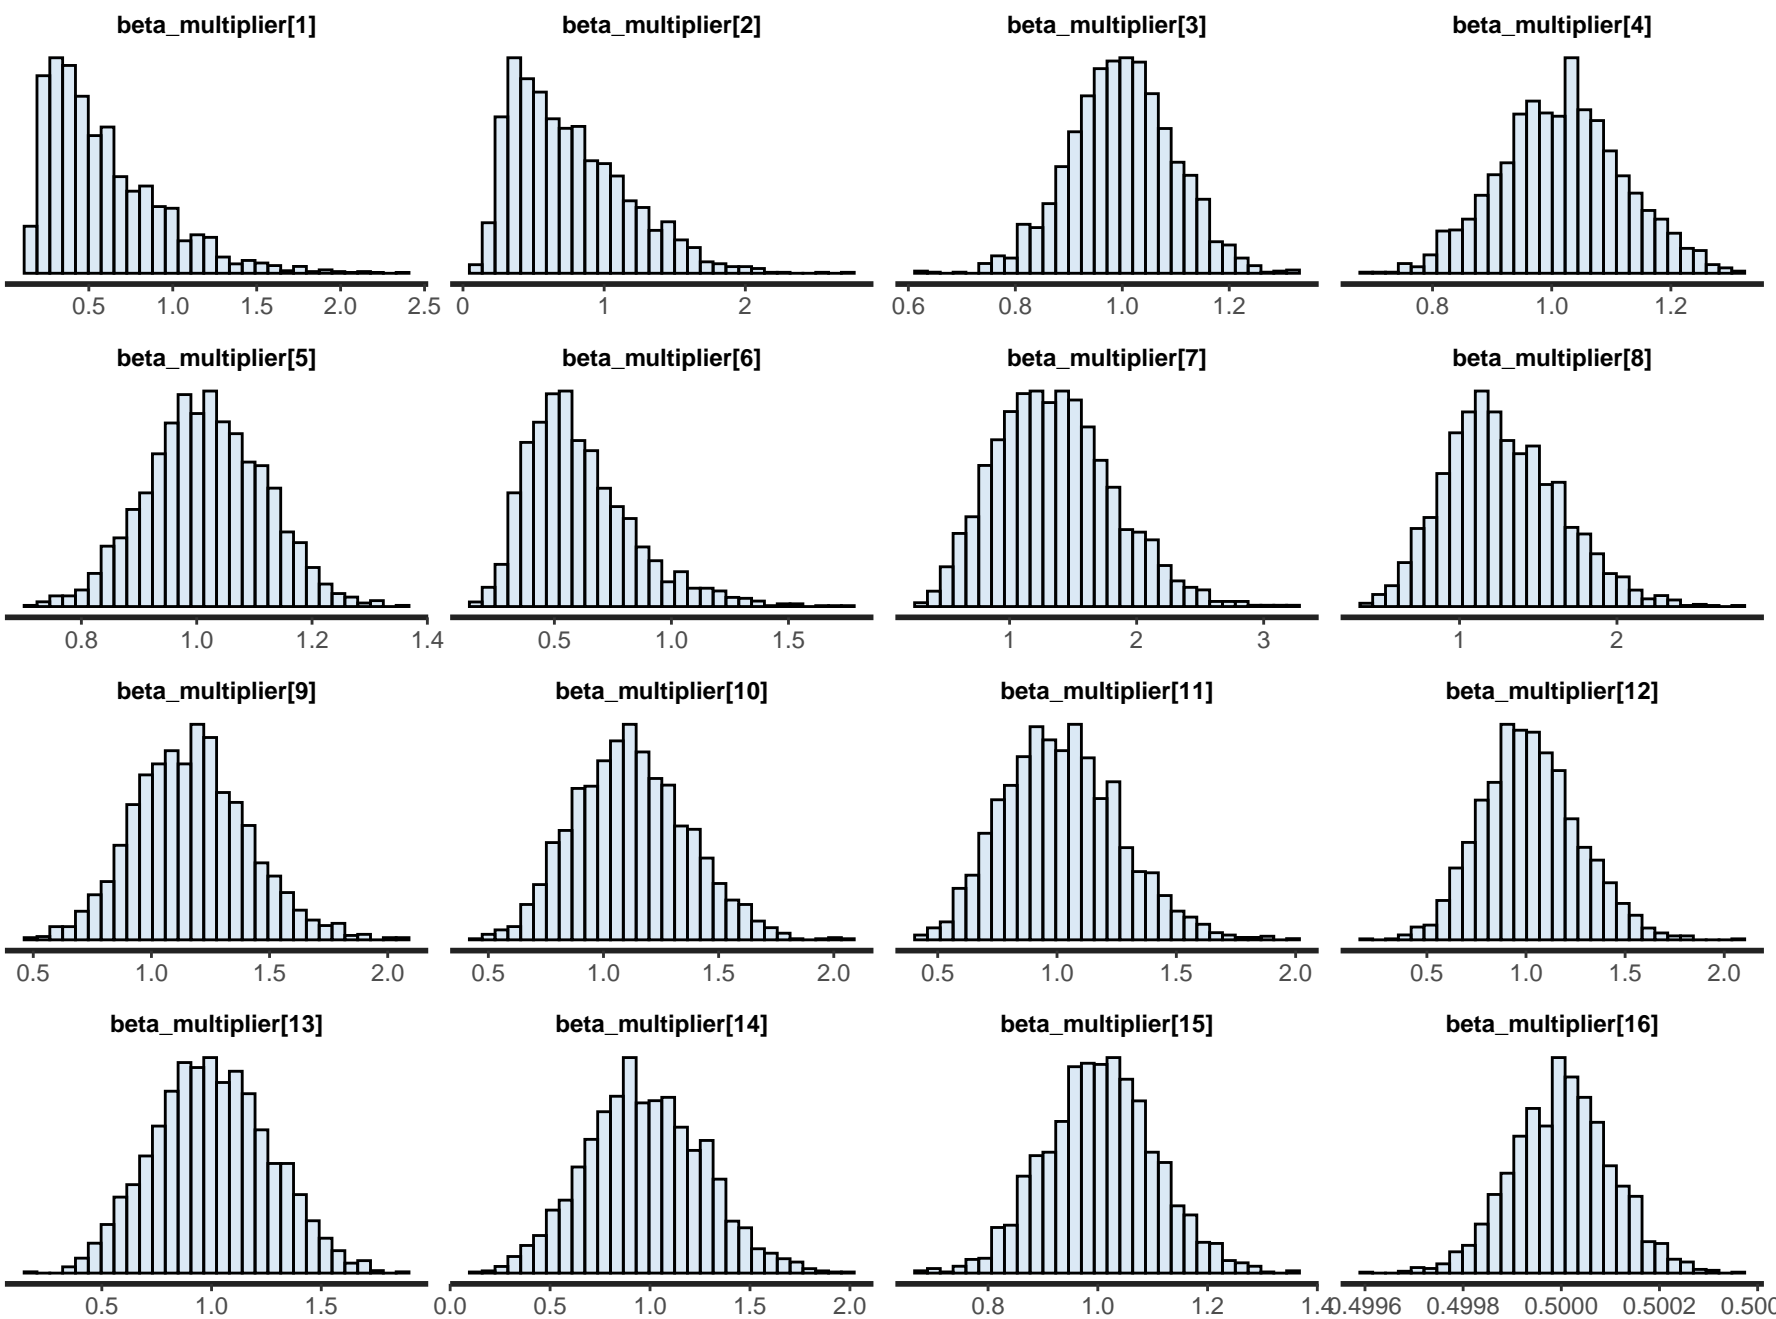 beta_multiplier[1] beta_multiplier[2] beta_multiplier[3] beta_multiplier[4]
0.5 1.0 1.5 2.0 2.5 0 1 2 0.6 0.8 1.0 1.2 0.8 1.0 1.2
beta_multiplier[5] beta_multiplier[6] beta_multiplier[7] beta_multiplier[8]
0.8 1.0 1.2 1.4 0.5 1.0 1.5 1 2 3 1 2
beta_multiplier[9] beta_multiplier[10] beta_multiplier[11] beta_multiplier[12]
0.5 1.0 1.5 2.0 0.5 1.0 1.5 2.0 0.5 1.0 1.5 2.0 0.5 1.0 1.5 2.0
beta_multiplier[13] beta_multiplier[14] beta_multiplier[15] beta_multiplier[16]
0.5 1.0 1.5 0.0 0.5 1.0 1.5 2.0 0.8 1.0 1.2 1.4 0.4996 0.4998 0.5000 0.5002